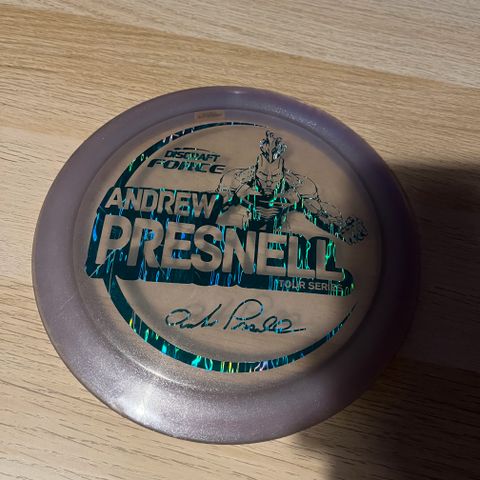 DISCRAFT
FORCE
ANDREW
PRESNELL
TOUR SERIES